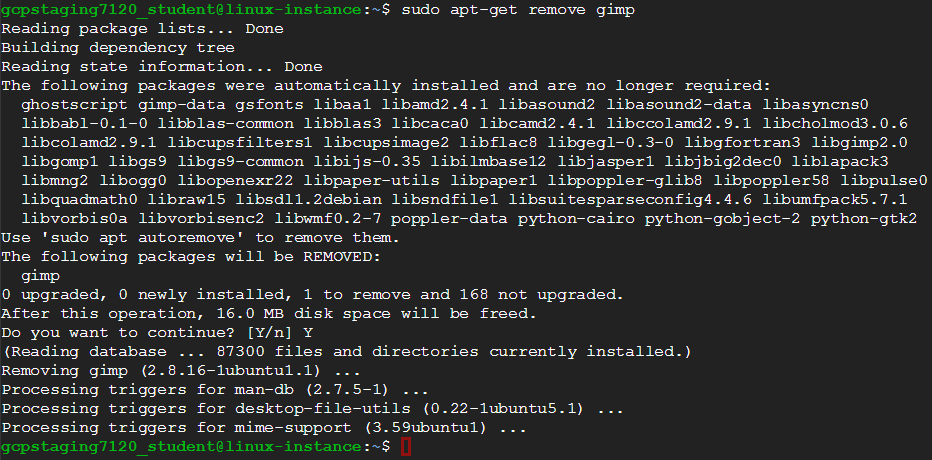 gcpstaging7120_student@linux-instance:~$ sudo apt-get remove gimp
Reading package lists... Done
Building dependency tree
Reading state information... Done
The following packages were automatically installed and are no longer required:
  ghostscript gimp-data gsfonts libaa1 libamd2.4.1 libasound2 libasound2-data libasyncns0
  libbabl-0.1-0 libblas-common libblas3 libcaca0 libcamd2.4.1 libccolamd2.9.1 libcholmod3.0.6
  libcolamd2.9.1 libcupsfilters1 libcupsimage2 libflac8 libgegl-0.3-0 libgfortran3 libgimp2.0
  libgomp1 libgs9 libgs9-common libijs-0.35 libilmbase12 libjasper1 libjbig2dec0 liblapack3
  libmng2 libogg0 libopenexr22 libpaper-utils libpaper1 libpoppler-glib8 libpoppler58 libpulse0
  libquadmath0 libraw15 libsdl1.2debian libsndfile1 libsuitesparseconfig4.4.6 libumfpack5.7.1
  libvorbis0a libvorbisenc2 libwmf0.2-7 poppler-data python-cairo python-gobject-2 python-gtk2
Use 'sudo apt autoremove' to remove them.
The following packages will be REMOVED:
  gimp
0 upgraded, 0 newly installed, 1 to remove and 168 not upgraded.
After this operation, 16.0 MB disk space will be freed.
Do you want to continue? [Y/n] Y
(Reading database ... 87300 files and directories currently installed.)
Removing gimp (2.8.16-1ubuntu1.1) ...
Processing triggers for man-db (2.7.5-1) ...
Processing triggers for desktop-file-utils (0.22-1ubuntu5.1) ...
Processing triggers for mime-support (3.59ubuntu1) ...
gcpstaging7120_student@linux-instance:~$